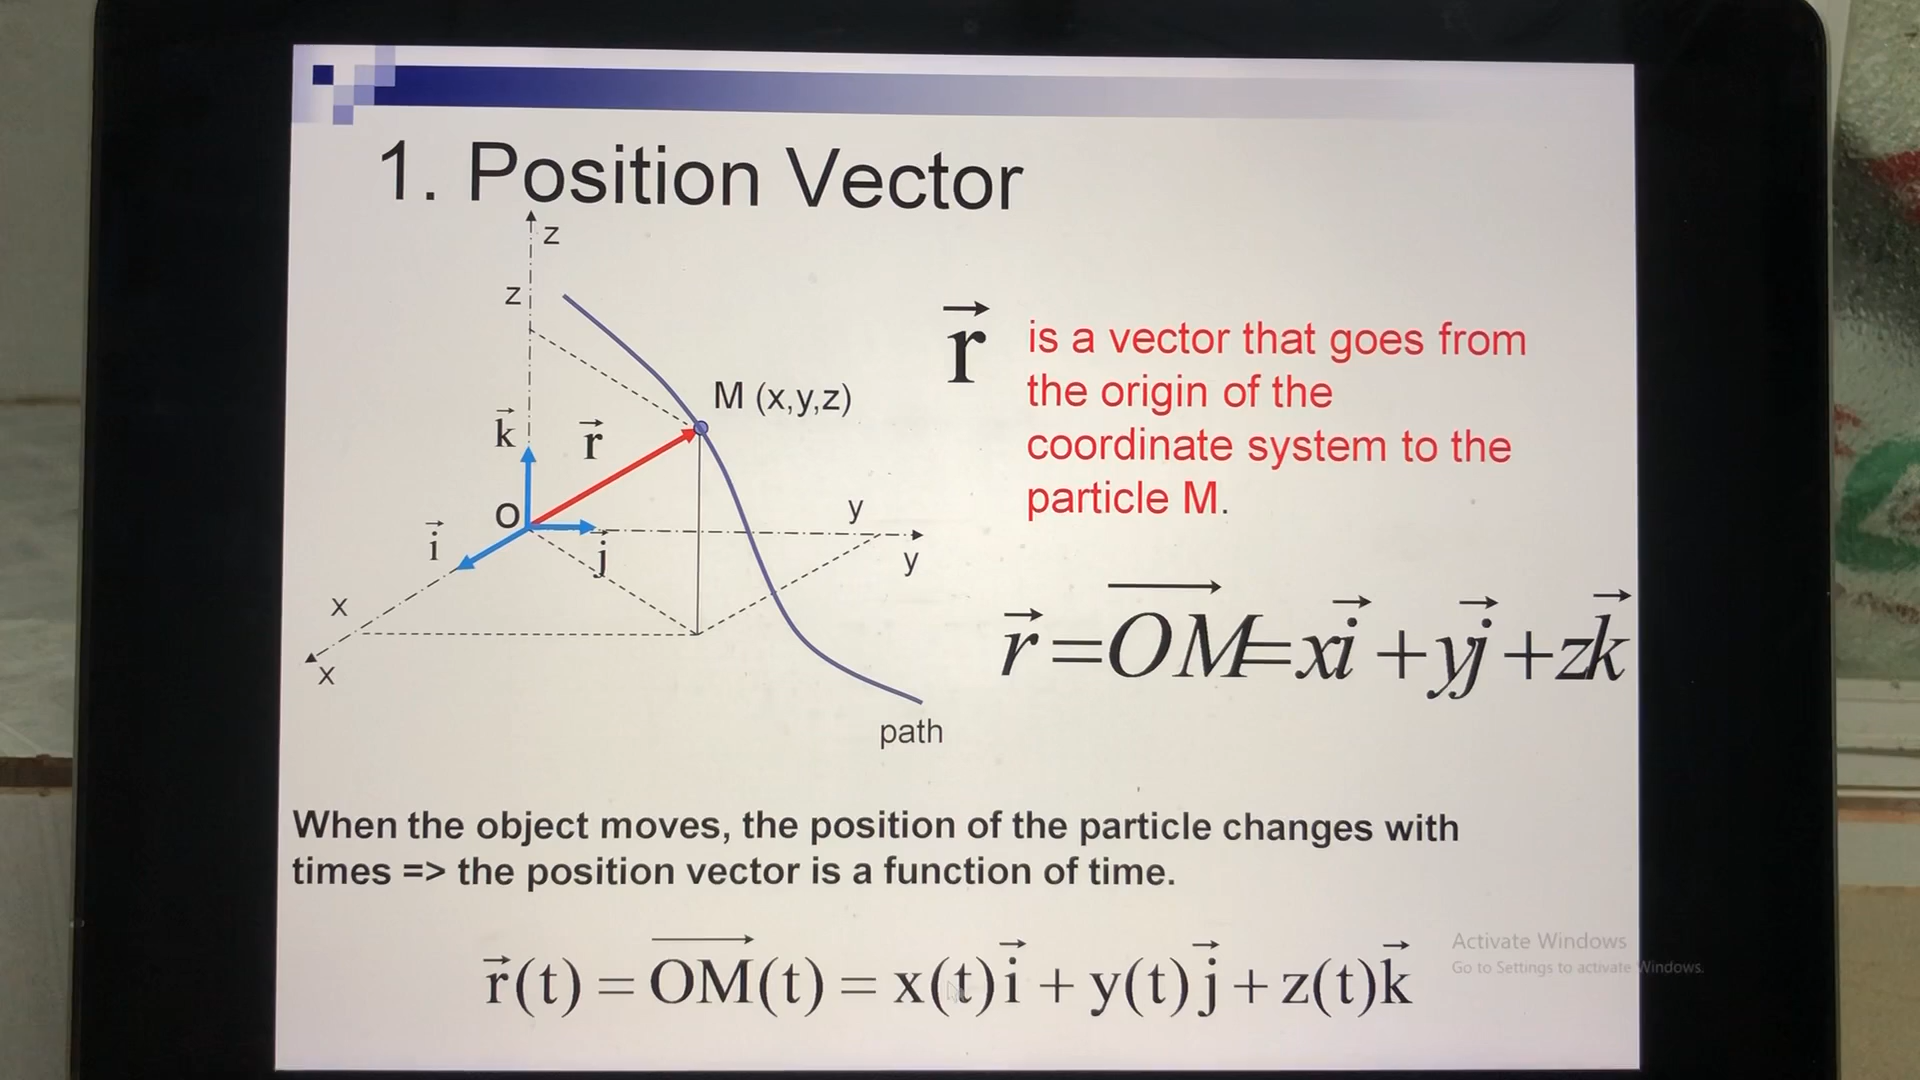 1. Position Vector
z
z
M (x,y,z)
k⃗
r⃗
O
i⃗
j⃗
y
y
x
x
path
r⃗ is a vector that goes from
the origin of the
coordinate system to the
particle M.
r⃗ = OM⃗ = xi⃗ + yj⃗ + zk⃗
When the object moves, the position of the particle changes with
times => the position vector is a function of time.
r⃗(t) = OM⃗(t) = x(t)i⃗ + y(t)j⃗ + z(t)k⃗
Activate Windows
Go to Settings to activate Windows.